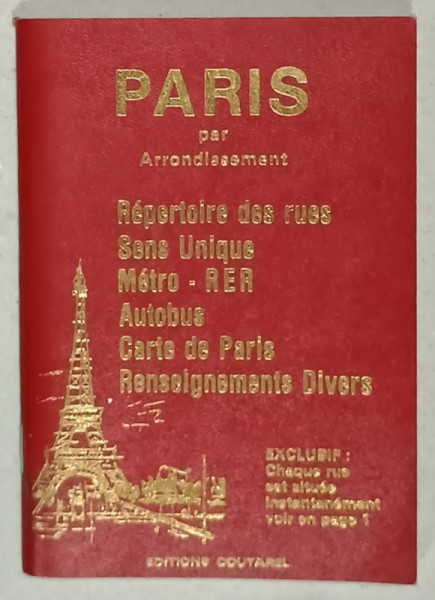 PARIS
par
Arrondissement
Répertoire des rues
Sens Unique
Métro - RER
Autobus
Carte de Paris
Renseignements Divers
EXCLUSIF :
Chaque rue
est située
instantanément
voir en page 1
EDITIONS